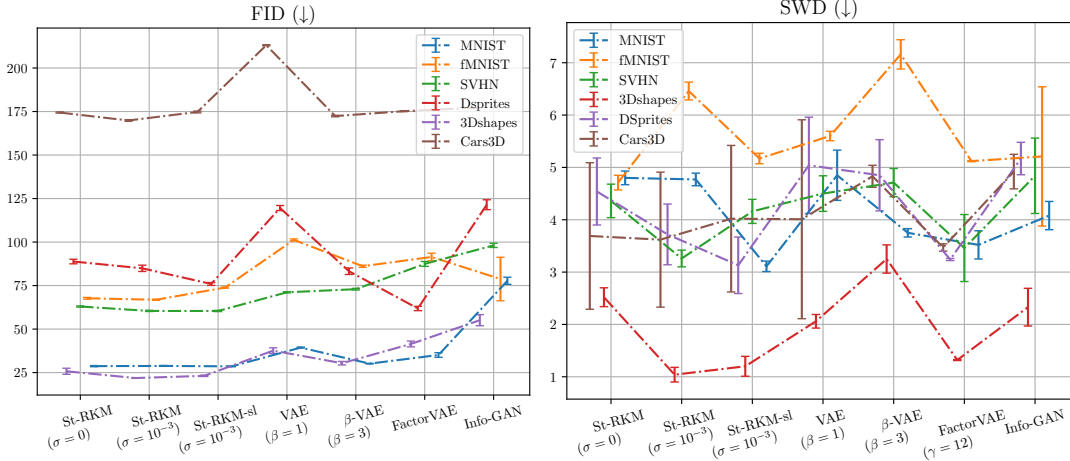 FID (↓)
200
175
150
125
100
75
50
25
MNIST
fMNIST
SVHN
Dsprites
3Dshapes
Cars3D
St-RKM
(σ = 0)
St-RKM
(σ = 10⁻³)
St-RKM-sl
(σ = 10⁻³)
VAE
(β = 1)
β-VAE
(β = 3)
FactorVAE
Info-GAN
SWD (↓)
7
6
5
4
3
2
1
MNIST
fMNIST
SVHN
3Dshapes
DSprites
Cars3D
St-RKM
(σ = 0)
St-RKM
(σ = 10⁻³)
St-RKM-sl
(σ = 10⁻³)
VAE
(β = 1)
β-VAE
(β = 3)
FactorVAE
(γ = 12)
Info-GAN